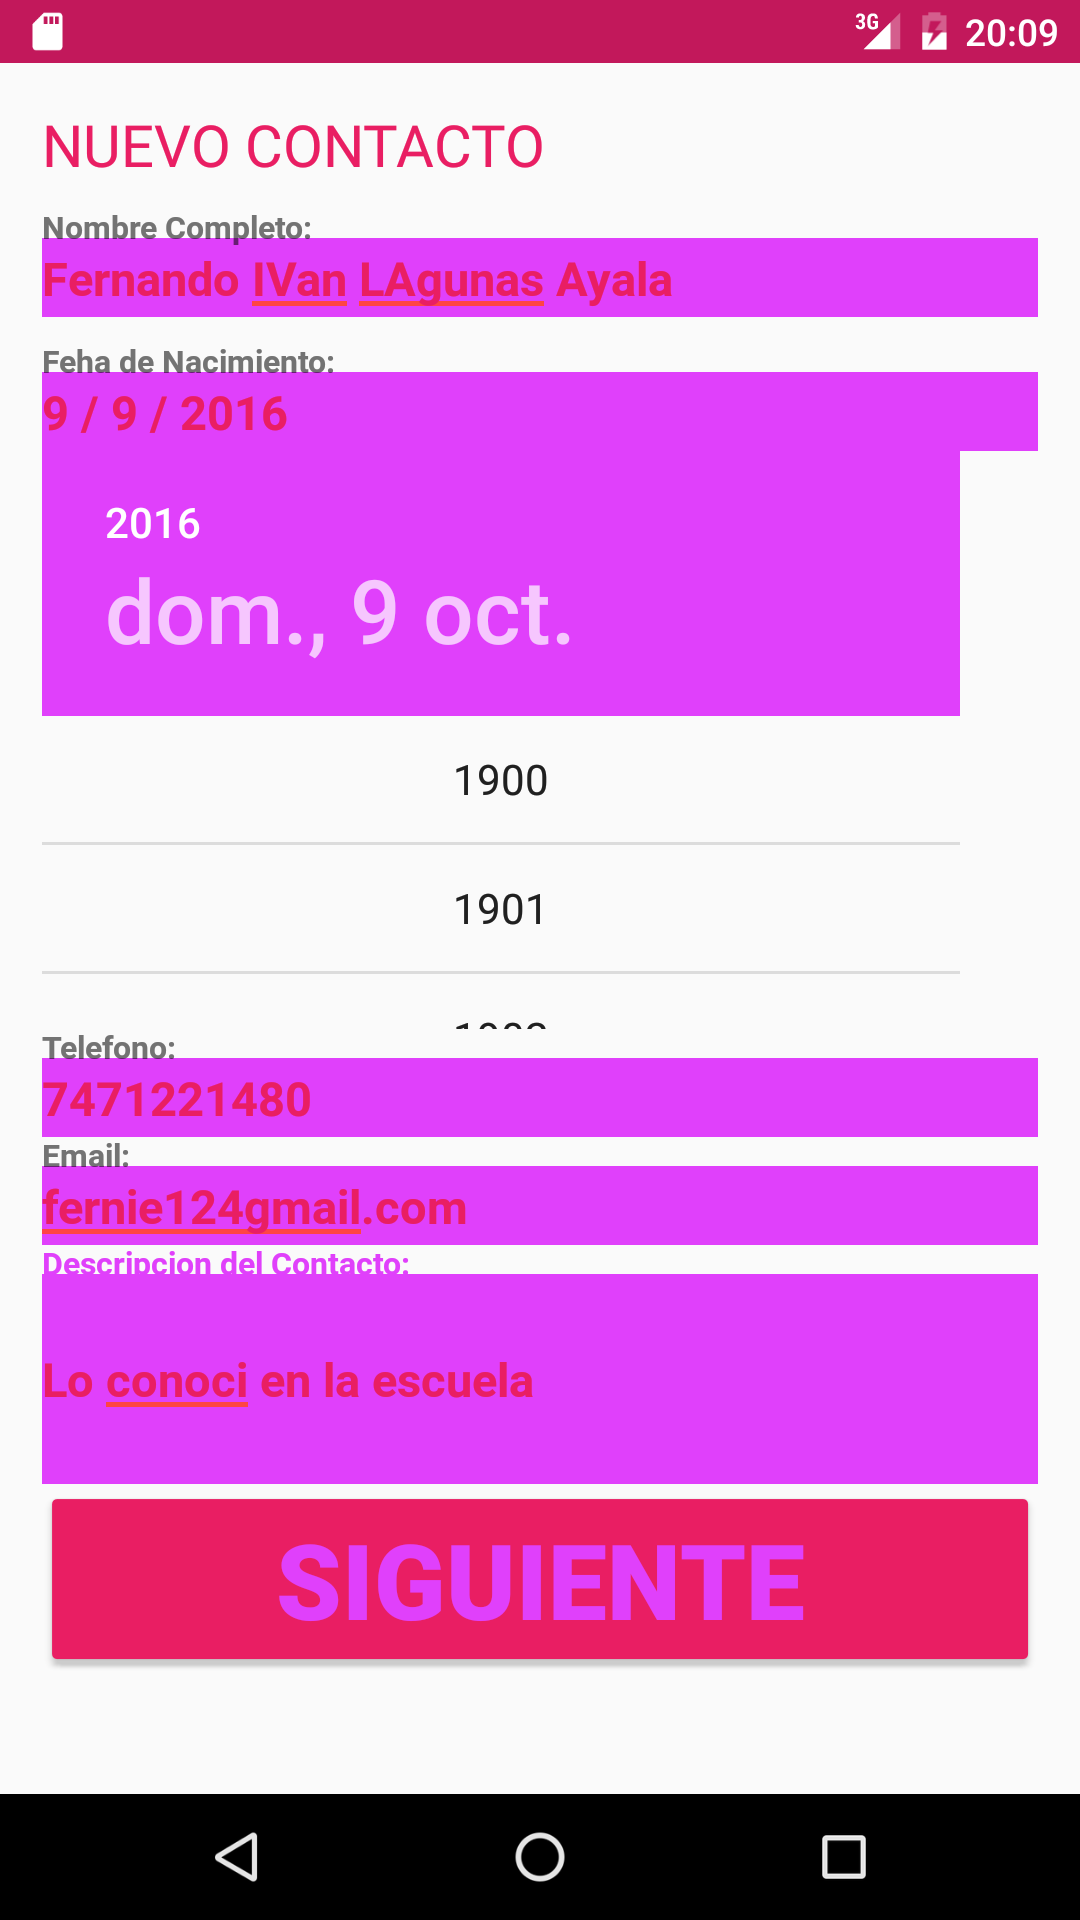 3G 20:09
NUEVO CONTACTO
Nombre Completo:
Fernando IVan LAgunas Ayala
Feha de Nacimiento:
9 / 9 / 2016
2016
dom., 9 oct.
1900
1901
Telefono:
7471221480
Email:
fernie124gmail.com
Descripcion del Contacto:
Lo conoci en la escuela
SIGUIENTE